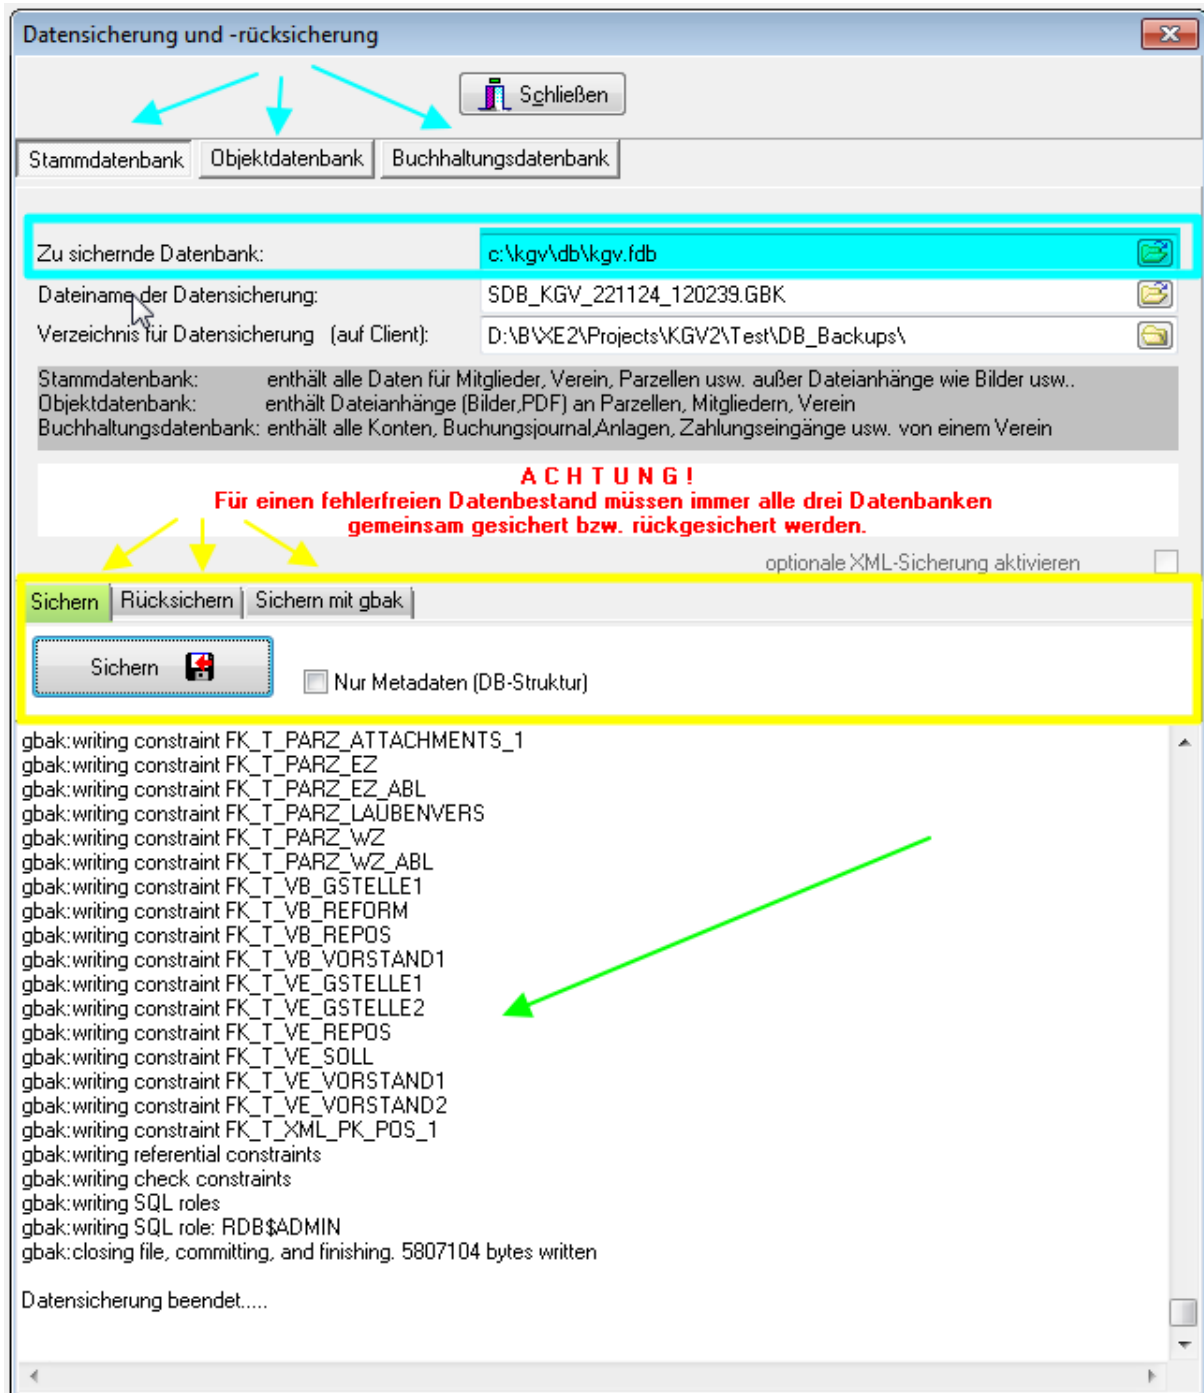 Datensicherung und -rücksicherung
Schließen
Stammdatenbank Objektdatenbank Buchhaltungsdatenbank
Zu sichernde Datenbank: c:\kgv\db\kgv.fdb
Dateiname der Datensicherung: SDB_KGV_221124_120239.GBK
Verzeichnis für Datensicherung (auf Client): D:\B\XE2\Projects\KGV2\Test\DB_Backups\
Stammdatenbank: enthält alle Daten für Mitglieder, Verein, Parzellen usw. außer Dateianhänge wie Bilder usw..
Objektdatenbank: enthält Dateianhänge (Bilder,PDF) an Parzellen, Mitgliedern, Verein
Buchhaltungsdatenbank: enthält alle Konten, Buchungsjournal,Anlagen, Zahlungseingänge usw. von einem Verein
A C H T U N G !
Für einen fehlerfreien Datenbestand müssen immer alle drei Datenbanken
gemeinsam gesichert bzw. rückgesichert werden.
optionale XML-Sicherung aktivieren
Sichern Rücksichern Sichern mit gbak
Sichern Nur Metadaten (DB-Struktur)
gbak:writing constraint FK_T_PARZ_ATTACHMENTS_1
gbak:writing constraint FK_T_PARZ_EZ
gbak:writing constraint FK_T_PARZ_EZ_ABL
gbak:writing constraint FK_T_PARZ_LAUBENVERS
gbak:writing constraint FK_T_PARZ_WZ
gbak:writing constraint FK_T_PARZ_WZ_ABL
gbak:writing constraint FK_T_VB_GSTELLE1
gbak:writing constraint FK_T_VB_REFORM
gbak:writing constraint FK_T_VB_REPOS
gbak:writing constraint FK_T_VB_VORSTAND1
gbak:writing constraint FK_T_VE_GSTELLE1
gbak:writing constraint FK_T_VE_GSTELLE2
gbak:writing constraint FK_T_VE_REPOS
gbak:writing constraint FK_T_VE_SOLL
gbak:writing constraint FK_T_VE_VORSTAND1
gbak:writing constraint FK_T_VE_VORSTAND2
gbak:writing constraint FK_T_XML_PK_POS_1
gbak:writing referential constraints
gbak:writing check constraints
gbak:writing SQL roles
gbak:writing SQL role: RDB$ADMIN
gbak:closing file, committing, and finishing. 5807104 bytes written
Datensicherung beendet.....